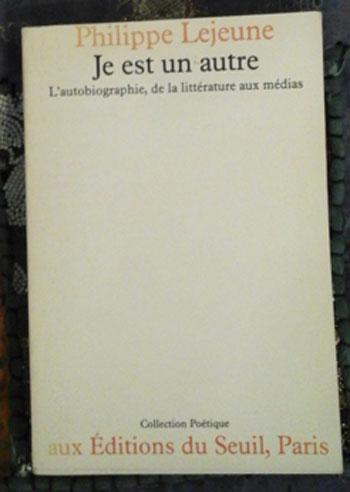 Philippe Lejeune
Je est un autre
L'autobiographie, de la littérature aux médias
Collection Poétique
aux Éditions du Seuil, Paris